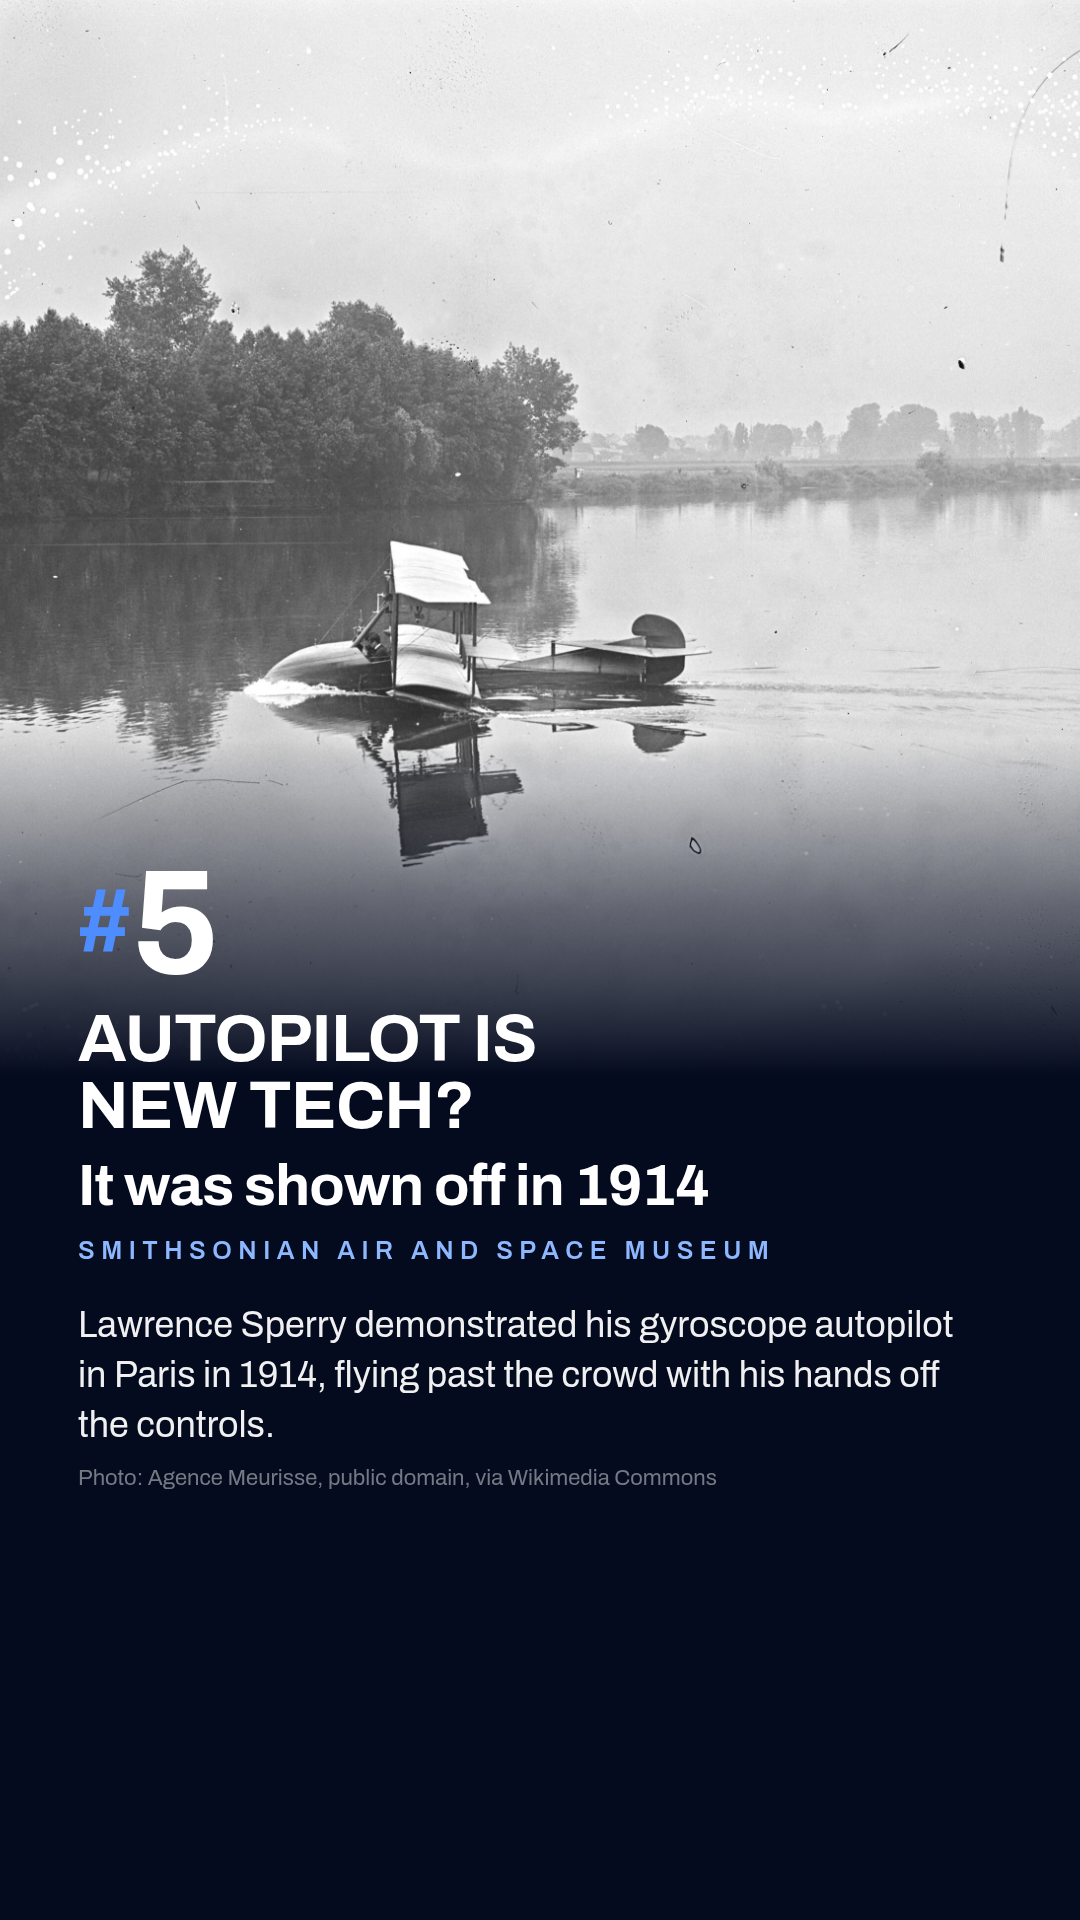 #5
AUTOPILOT IS
NEW TECH?
It was shown off in 1914
SMITHSONIAN AIR AND SPACE MUSEUM
Lawrence Sperry demonstrated his gyroscope autopilot
in Paris in 1914, flying past the crowd with his hands off
the controls.
Photo: Agence Meurisse, public domain, via Wikimedia Commons